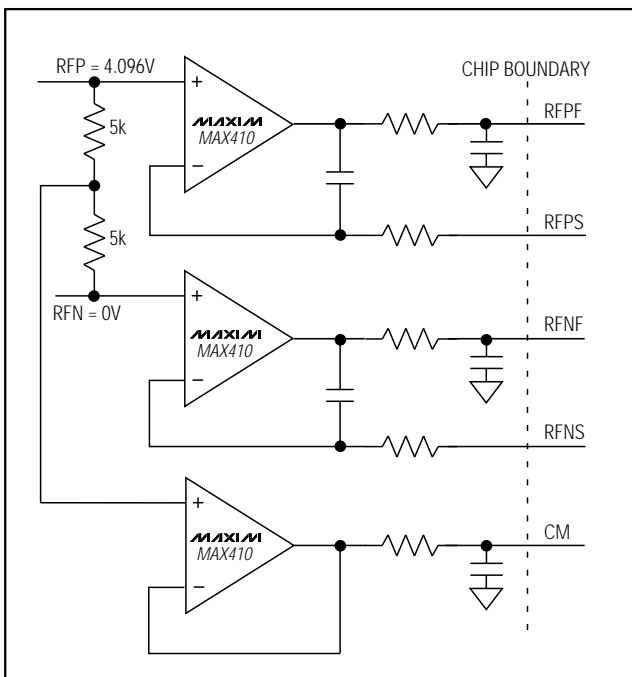 RFP = 4.096V
CHIP BOUNDARY
+
MAXIM
MAX410
−
5k
RFPF
RFPS
5k
RFN = 0V
+
MAXIM
MAX410
−
RFNF
RFNS
+
MAXIM
MAX410
−
CM